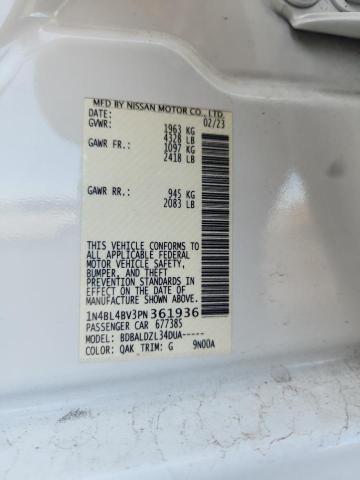 MFD BY NISSAN MOTOR CO., LTD.
DATE: 02/23
GVWR: 1963 KG
4328 LB
GAWR FR: 1097 KG
2418 LB
GAWR RR: 945 KG
2083 LB
THIS VEHICLE CONFORMS TO
ALL APPLICABLE FEDERAL
MOTOR VEHICLE SAFETY,
BUMPER, AND THEFT
PREVENTION STANDARDS
IN EFFECT ON THE DATE OF
MANUFACTURE SHOWN ABOVE.
1N4BL4BV3PN361936
PASSENGER CAR 677385
MODEL: BDBALDZL34DUA-----
COLOR: QAK TRIM: G 9N00A